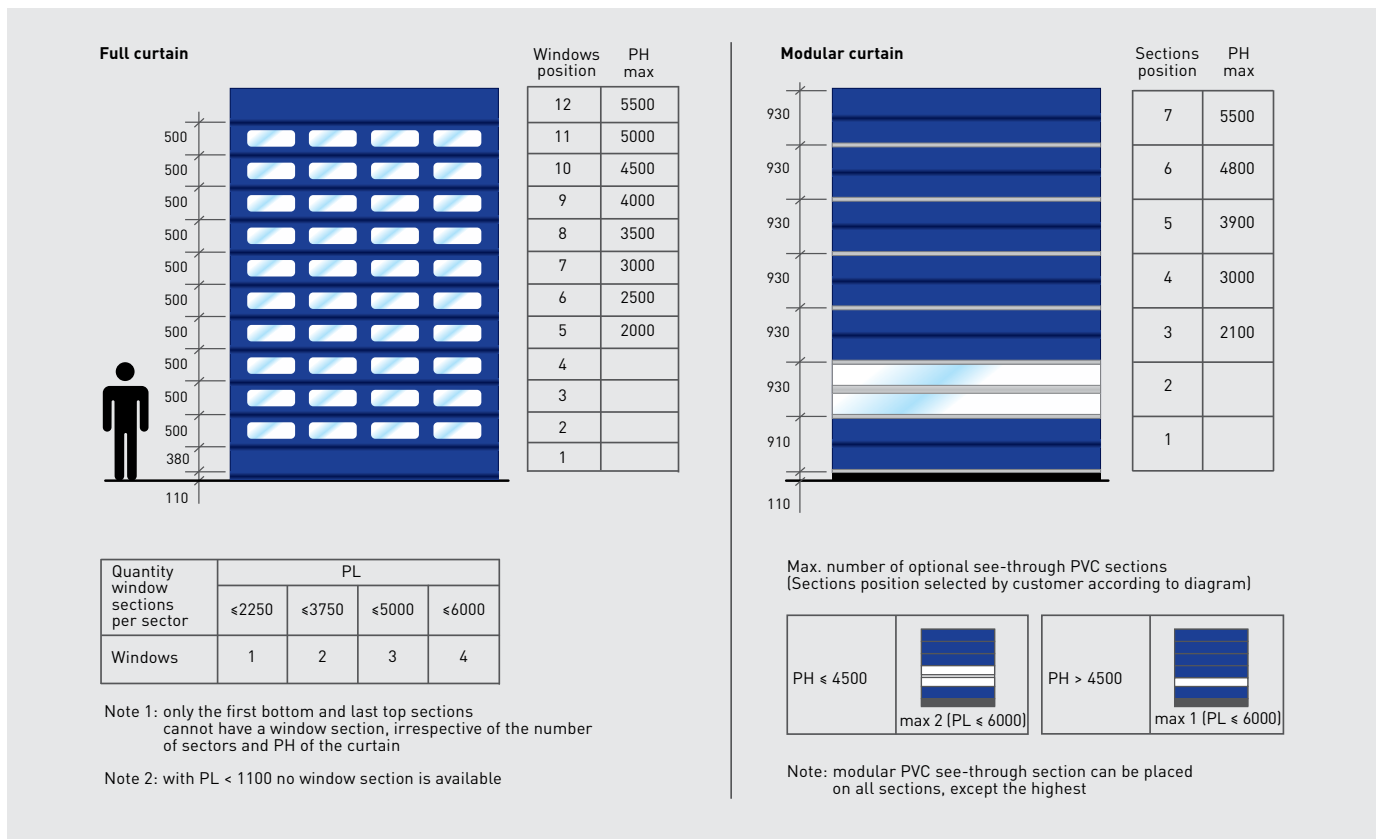 Full curtain
Windows position
PH max
12 5500
11 5000
10 4500
9 4000
8 3500
7 3000
6 2500
5 2000
4
3
2
1
500
500
500
500
500
500
500
500
500
500
380
110
Quantity window sections per sector
PL
≤2250 ≤3750 ≤5000 ≤6000
Windows 1 2 3 4
Note 1: only the first bottom and last top sections
cannot have a window section, irrespective of the number
of sectors and PH of the curtain
Note 2: with PL < 1100 no window section is available
Modular curtain
Sections position
PH max
7 5500
6 4800
5 3900
4 3000
3 2100
2
1
930
930
930
930
930
930
910
110
Max. number of optional see-through PVC sections
(Sections position selected by customer according to diagram)
PH ≤ 4500
max 2 (PL ≤ 6000)
PH > 4500
max 1 (PL ≤ 6000)
Note: modular PVC see-through section can be placed
on all sections, except the highest